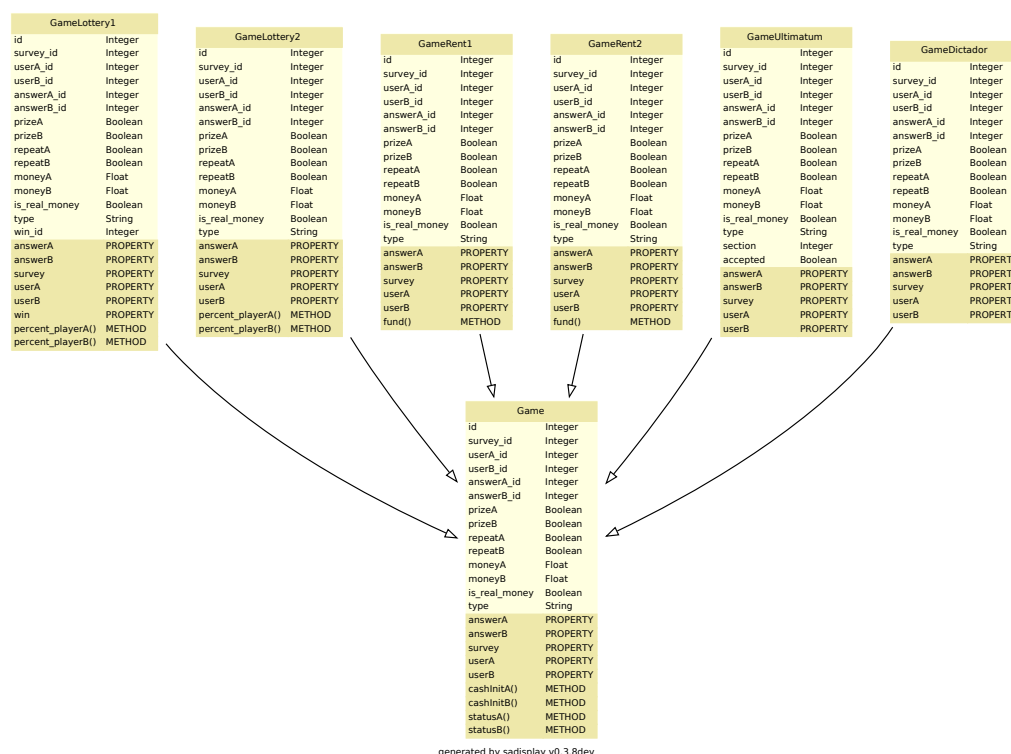 GameLottery1
id Integer
survey_id Integer
userA_id Integer
userB_id Integer
answerA_id Integer
answerB_id Integer
prizeA Boolean
prizeB Boolean
repeatA Boolean
repeatB Boolean
moneyA Float
moneyB Float
is_real_money Boolean
type String
win_id Integer
answerA PROPERTY
answerB PROPERTY
survey PROPERTY
userA PROPERTY
userB PROPERTY
win PROPERTY
percent_playerA() METHOD
percent_playerB() METHOD
GameLottery2
id Integer
survey_id Integer
userA_id Integer
userB_id Integer
answerA_id Integer
answerB_id Integer
prizeA Boolean
prizeB Boolean
repeatA Boolean
repeatB Boolean
moneyA Float
moneyB Float
is_real_money Boolean
type String
answerA PROPERTY
answerB PROPERTY
survey PROPERTY
userA PROPERTY
userB PROPERTY
percent_playerA() METHOD
percent_playerB() METHOD
GameRent1
id Integer
survey_id Integer
userA_id Integer
userB_id Integer
answerA_id Integer
answerB_id Integer
prizeA Boolean
prizeB Boolean
repeatA Boolean
repeatB Boolean
moneyA Float
moneyB Float
is_real_money Boolean
type String
answerA PROPERTY
answerB PROPERTY
survey PROPERTY
userA PROPERTY
userB PROPERTY
fund() METHOD
GameRent2
id Integer
survey_id Integer
userA_id Integer
userB_id Integer
answerA_id Integer
answerB_id Integer
prizeA Boolean
prizeB Boolean
repeatA Boolean
repeatB Boolean
moneyA Float
moneyB Float
is_real_money Boolean
type String
answerA PROPERTY
answerB PROPERTY
survey PROPERTY
userA PROPERTY
userB PROPERTY
fund() METHOD
GameUltimatum
id Integer
survey_id Integer
userA_id Integer
userB_id Integer
answerA_id Integer
answerB_id Integer
prizeA Boolean
prizeB Boolean
repeatA Boolean
repeatB Boolean
moneyA Float
moneyB Float
is_real_money Boolean
type String
section Integer
accepted Boolean
answerA PROPERTY
answerB PROPERTY
survey PROPERTY
userA PROPERTY
userB PROPERTY
GameDictador
id Integer
survey_id Integer
userA_id Integer
userB_id Integer
answerA_id Integer
answerB_id Integer
prizeA Boolean
prizeB Boolean
repeatA Boolean
repeatB Boolean
moneyA Float
moneyB Float
is_real_money Boolean
type String
answerA PROPERT
answerB PROPERT
survey PROPERT
userA PROPERT
userB PROPERT
Game
id Integer
survey_id Integer
userA_id Integer
userB_id Integer
answerA_id Integer
answerB_id Integer
prizeA Boolean
prizeB Boolean
repeatA Boolean
repeatB Boolean
moneyA Float
moneyB Float
is_real_money Boolean
type String
answerA PROPERTY
answerB PROPERTY
survey PROPERTY
userA PROPERTY
userB PROPERTY
cashInitA() METHOD
cashInitB() METHOD
statusA() METHOD
statusB() METHOD
generated by sadisplay v0.3.8dev